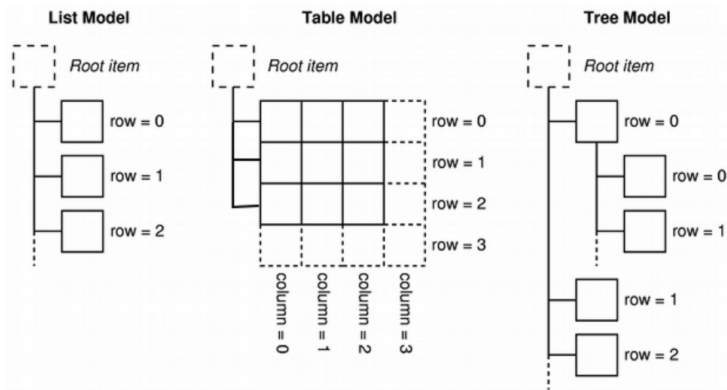 List Model
Root item
row = 0
row = 1
row = 2
Table Model
Root item
row = 0
row = 1
row = 2
row = 3
column = 0
column = 1
column = 2
column = 3
Tree Model
Root item
row = 0
row = 0
row = 1
row = 1
row = 2